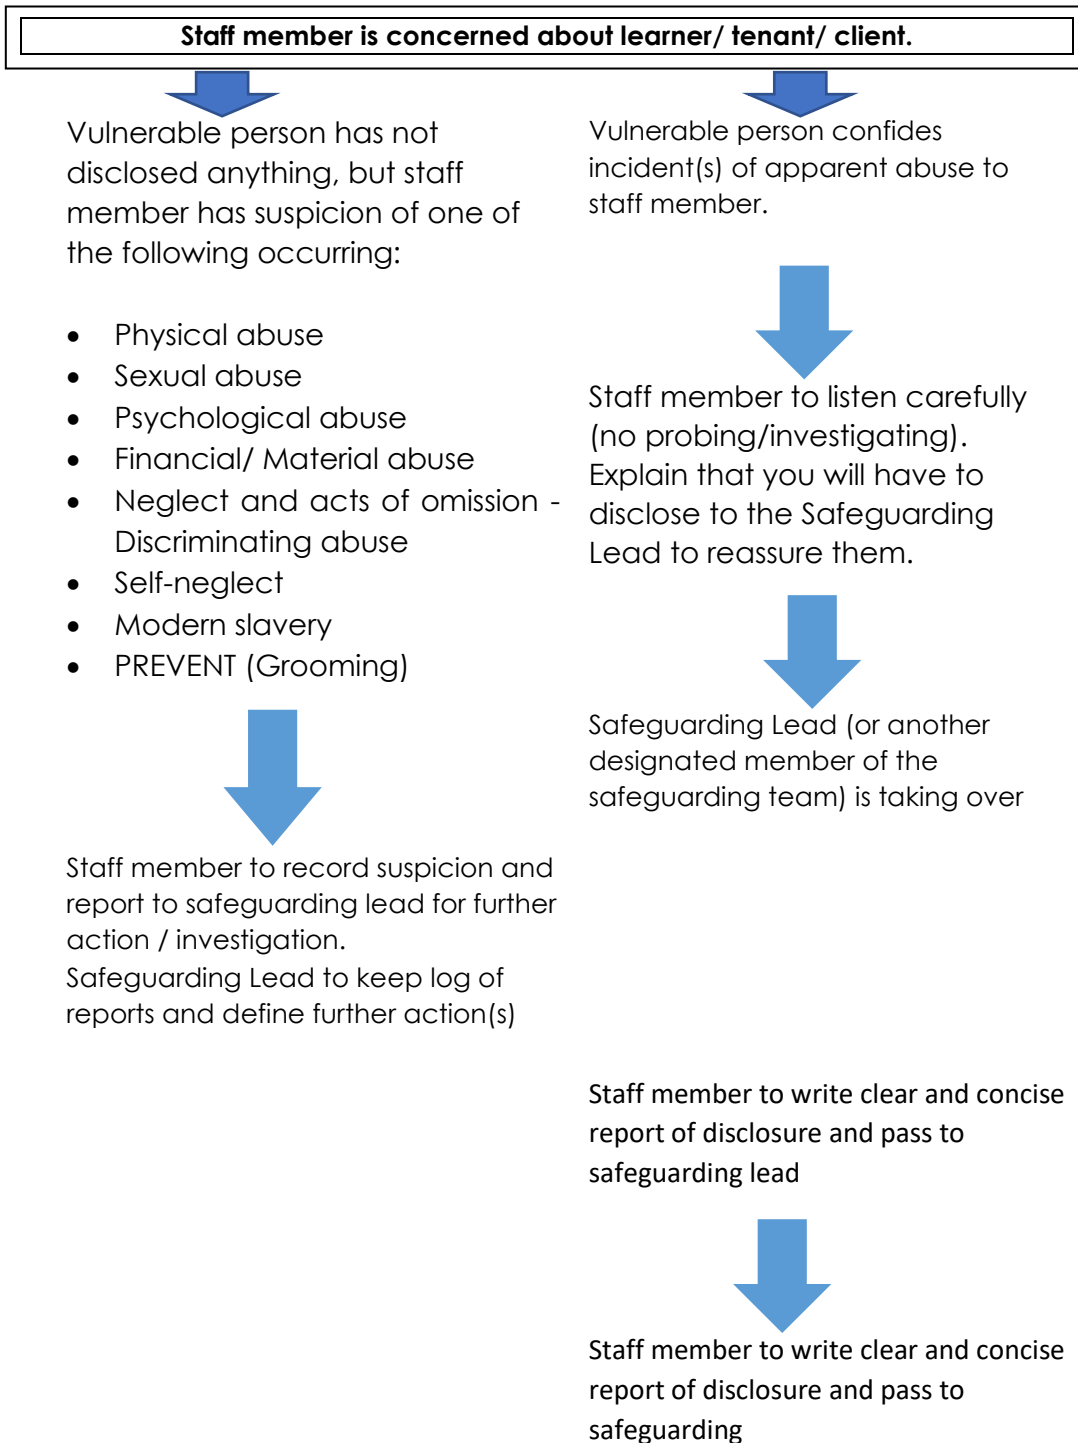 Staff member is concerned about learner/ tenant/ client.
Vulnerable person has not
disclosed anything, but staff
member has suspicion of one of
the following occurring:
• Physical abuse
• Sexual abuse
• Psychological abuse
• Financial/ Material abuse
• Neglect and acts of omission -
Discriminating abuse
• Self-neglect
• Modern slavery
• PREVENT (Grooming)
Staff member to record suspicion and
report to safeguarding lead for further
action / investigation.
Safeguarding Lead to keep log of
reports and define further action(s)
Vulnerable person confides
incident(s) of apparent abuse to
staff member.
Staff member to listen carefully
(no probing/investigating).
Explain that you will have to
disclose to the Safeguarding
Lead to reassure them.
Safeguarding Lead (or another
designated member of the
safeguarding team) is taking over
Staff member to write clear and concise
report of disclosure and pass to
safeguarding lead
Staff member to write clear and concise
report of disclosure and pass to
safeguarding